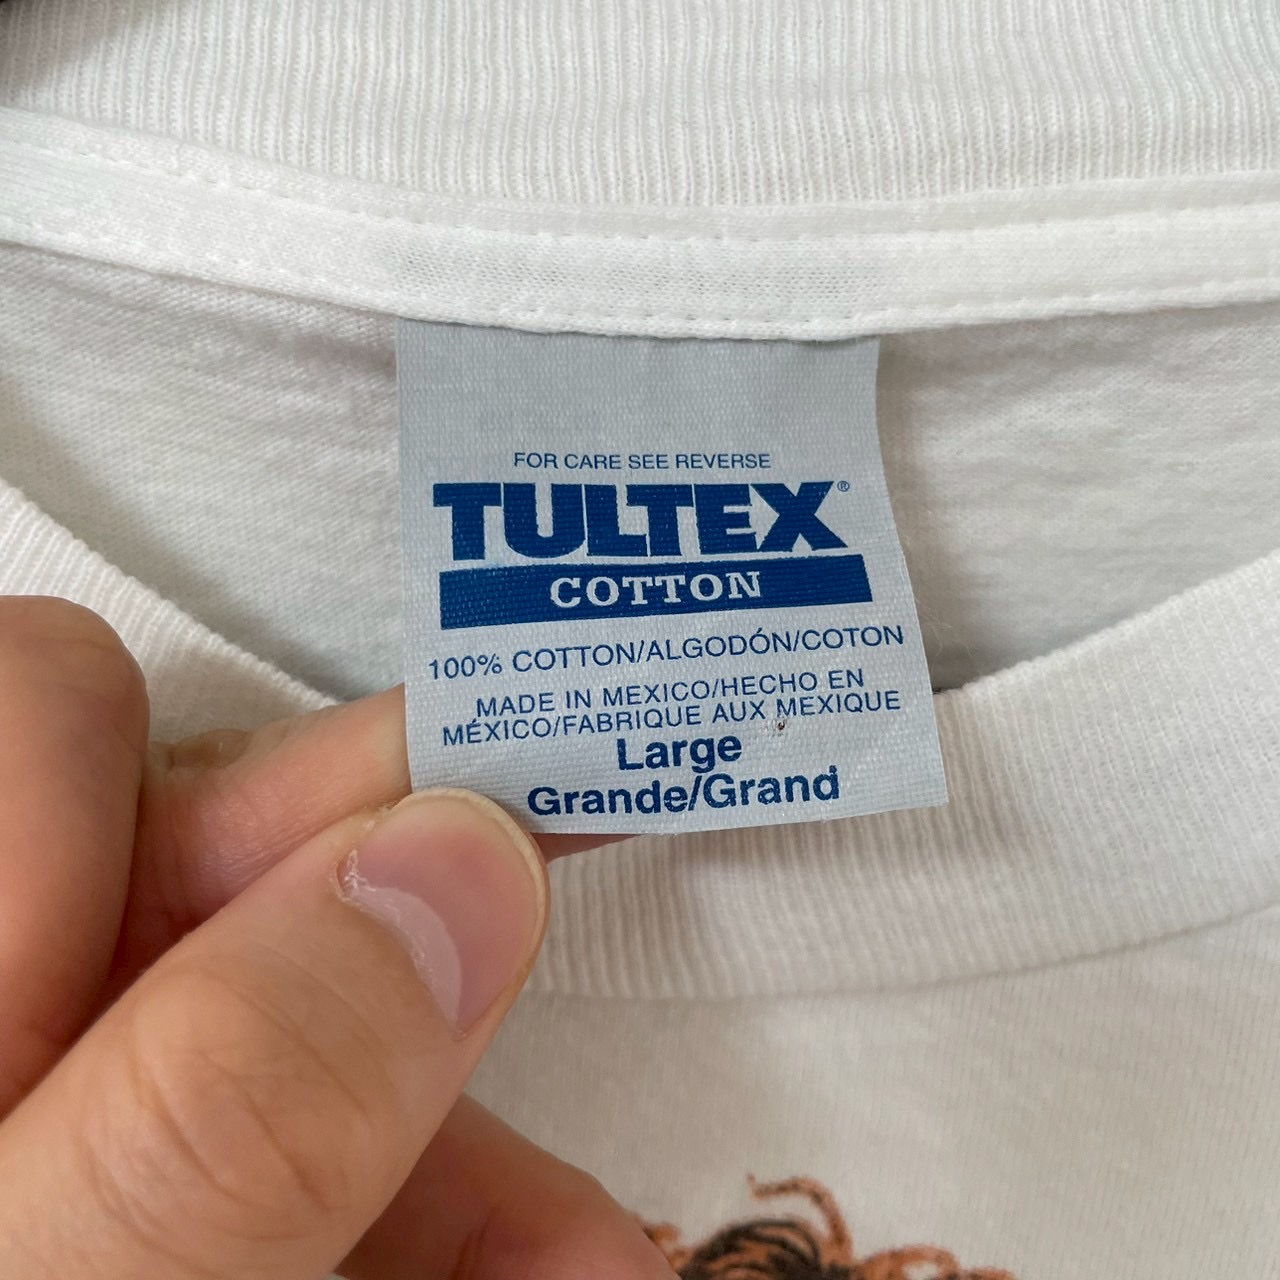 FOR CARE SEE REVERSE
TULTEX®
COTTON
100% COTTON/ALGODÓN/COTON
MADE IN MEXICO/HECHO EN
MÉXICO/FABRIQUE AUX MEXIQUE
Large
Grande/Grand